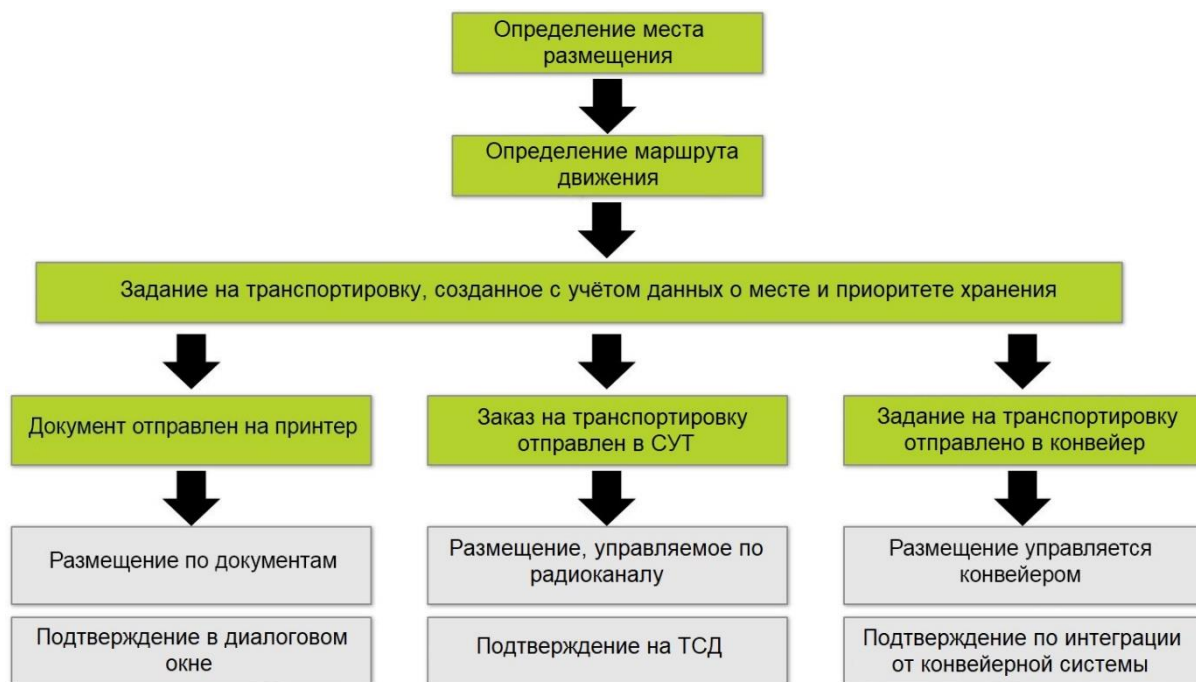 Определение места
размещения
Определение маршрута
движения
Задание на транспортировку, созданное с учётом данных о месте и приоритете хранения
Документ отправлен на принтер
Заказ на транспортировку
отправлен в СУТ
Задание на транспортировку
отправлено в конвейер
Размещение по документам
Размещение, управляемое по
радиоканалу
Размещение управляется
конвейером
Подтверждение в диалоговом
окне
Подтверждение на ТСД
Подтверждение по интеграции
от конвейерной системы